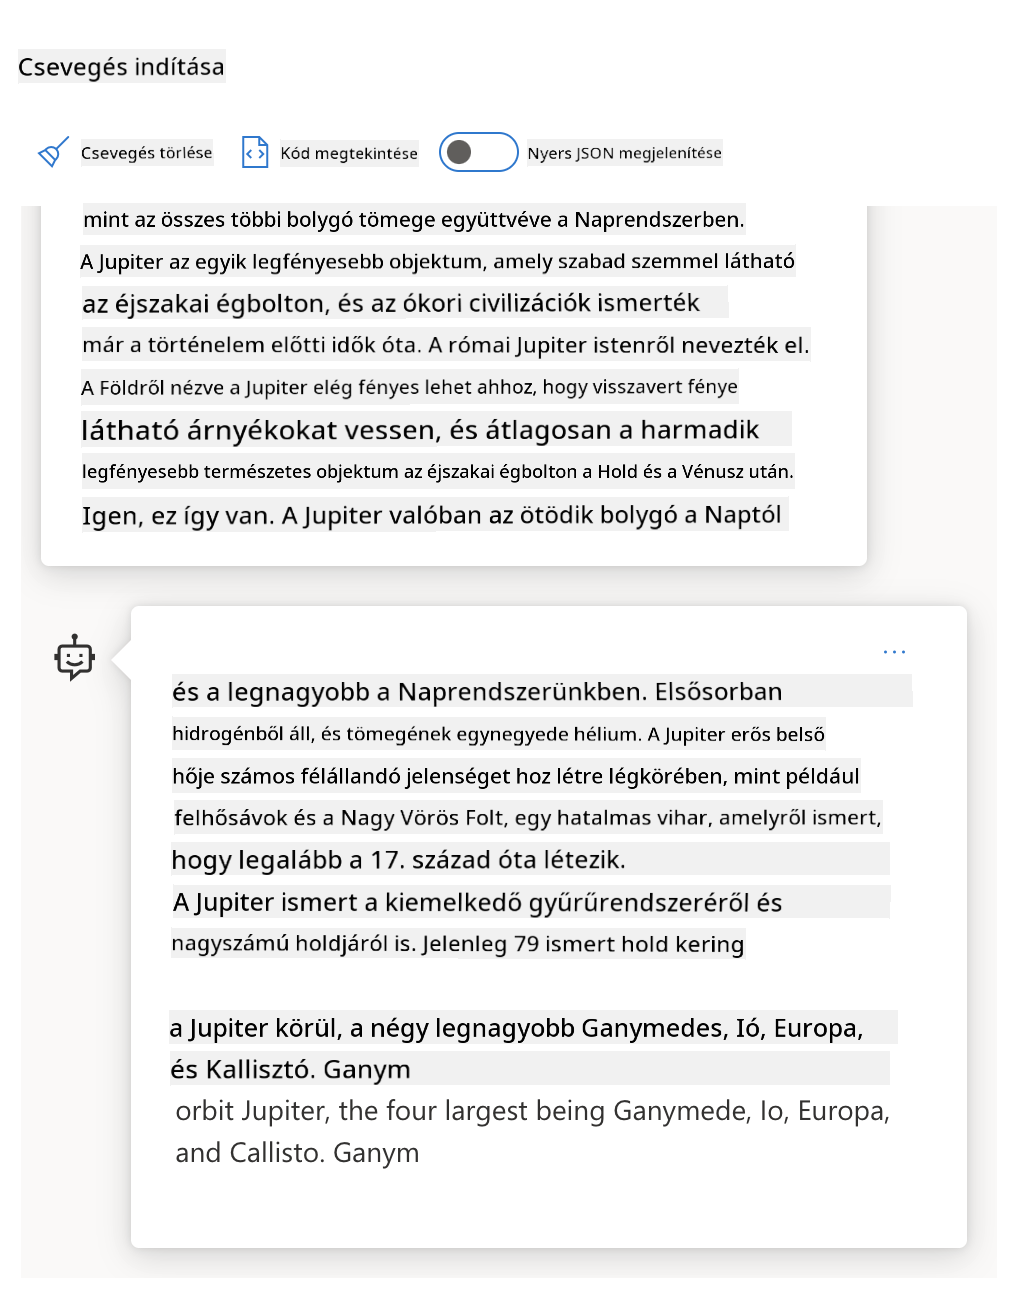 Csevegés indítása
Csevegés törlése
Kód megtekintése
Nyers JSON megjelenítése
mint az összes többi bolygó tömege együttvéve a Naprendszerben.
A Jupiter az egyik legfényesebb objektum, amely szabad szemmel látható
az éjszakai égbolton, és az ókori civilizációk ismerték
már a történelem előtti idők óta. A római Jupiter istenről nevezték el.
A Földről nézve a Jupiter elég fényes lehet ahhoz, hogy visszavert fénye
látható árnyékokat vessen, és átlagosan a harmadik
legfényesebb természetes objektum az éjszakai égbolton a Hold és a Vénusz után.
Igen, ez így van. A Jupiter valóban az ötödik bolygó a Naptól
és a legnagyobb a Naprendszerünkben. Elsősorban
hidrogénből áll, és tömegének egynegyede hélium. A Jupiter erős belső
hője számos félállandó jelenséget hoz létre légkörében, mint például
felhősávok és a Nagy Vörös Folt, egy hatalmas vihar, amelyről ismert,
hogy legalább a 17. század óta létezik.
A Jupiter ismert a kiemelkedő gyűrűrendszeréről és
nagyszámú holdjáról is. Jelenleg 79 ismert hold kering
a Jupiter körül, a négy legnagyobb Ganymedes, Ió, Europa,
és Kallisztó. Ganym
orbit Jupiter, the four largest being Ganymede, Io, Europa,
and Callisto. Ganym